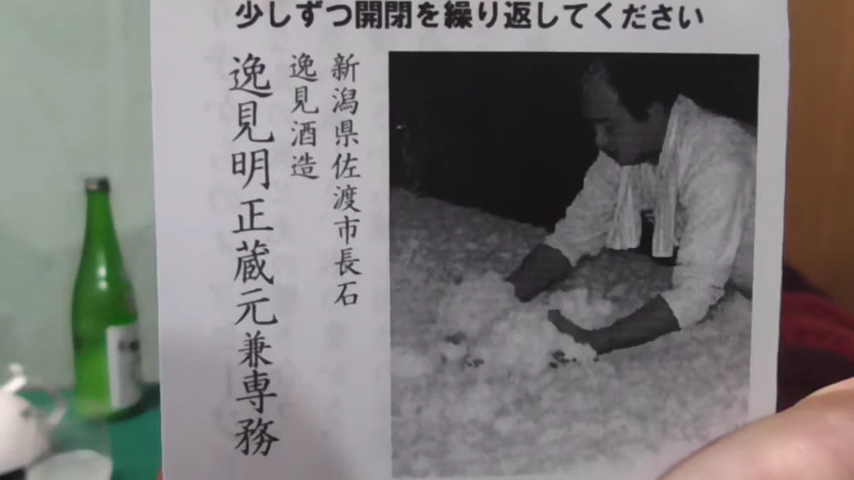 少しずつ開閉を繰り返してください
新潟県佐渡市長石
逸見酒造
逸見明正蔵元兼専務